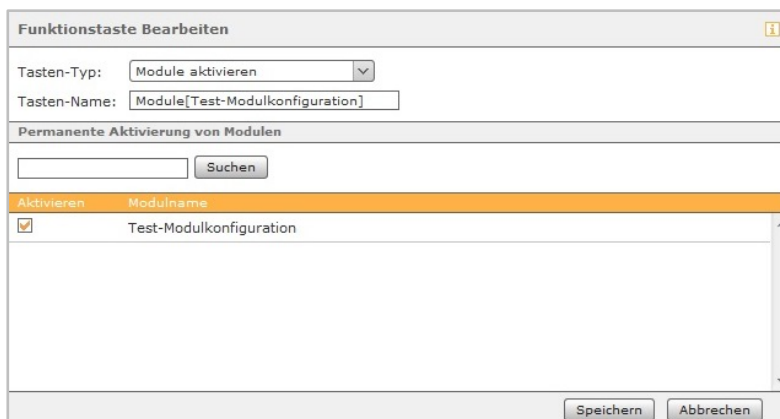 Funktionstaste Bearbeiten
Tasten-Typ: Module aktivieren
Tasten-Name: Module[Test-Modulkonfiguration]
Permanente Aktivierung von Modulen
Suchen
Aktivieren Modulname
Test-Modulkonfiguration
Speichern Abbrechen